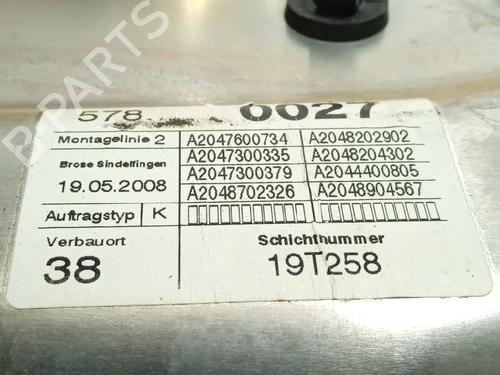 578 0027
Montagelinie 2 A2047600734 A2048202902
Brose Sindelfingen A2047300335 A2048204302
19.05.2008 A2047300379 A2044400805
A2048702326 A2048904567
Auftragstyp K
Verbauort Schichtnummer
38 19T258
B-PARTS